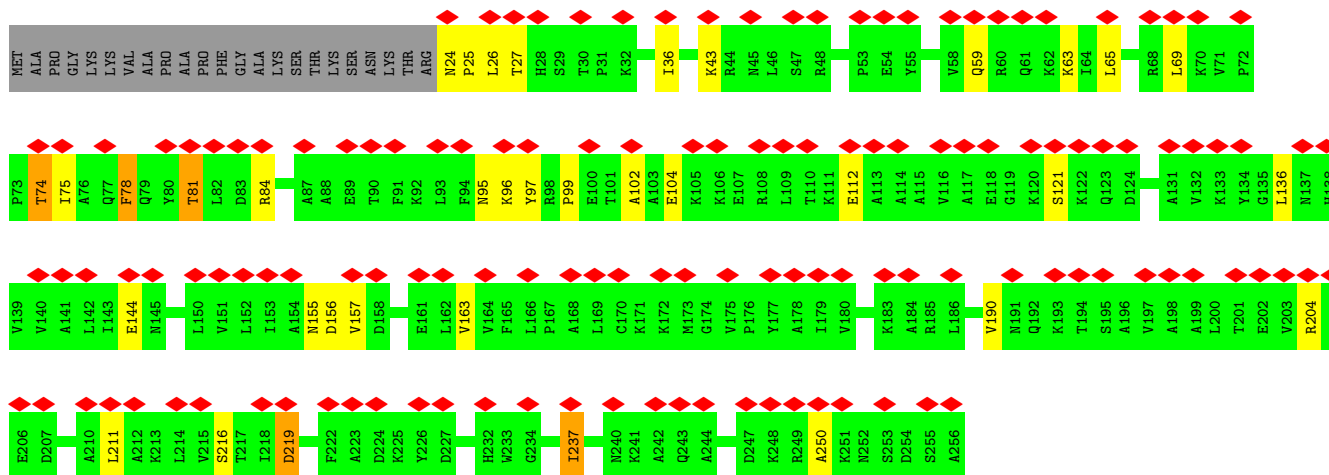 MET ALA PRO GLY LYS LYS VAL ALA PRO ALA PRO PHE GLY ALA LYS SER THR LYS SER ASN LYS THR ARG N24 P25 L26 T27 H28 S29 T30 P31 K32 I36 K43 R44 N45 L46 S47 R48 P53 E54 Y55 V58 Q59 R60 Q61 K62 K63 I64 L65 R68 L69 K70 V71 P72
P73 T74 I75 A76 Q77 F78 Q79 Y80 T81 L82 D83 R84 A87 A88 E89 T90 F91 K92 L93 F94 N95 K96 Y97 R98 P99 E100 T101 A102 A103 E104 K105 K106 E107 R108 L109 T110 K111 E112 A113 A114 A115 V116 A117 E118 G119 K120 S121 K122 Q123 D124 A131 V132 K133 Y134 G135 L136 N137
V139 V140 A141 L142 I143 E144 N145 L150 V151 L152 I153 A154 N155 D156 V157 D158 E161 L162 V163 V164 F165 L166 P167 A168 L169 C170 K171 K172 M173 G174 V175 P176 Y177 A178 I179 V180 K183 A184 R185 L186 V190 N191 Q192 K193 T194 S195 A196 V197 A198 A199 L200 T201 E202 V203 R204
E206 D207 A210 L211 A212 K213 L214 V215 S216 T217 I218 D219 F222 A223 D224 K225 Y226 D227 H232 W233 G234 I237 N240 K241 A242 Q243 A244 D247 K248 R249 A250 K251 N252 S253 D254 S255 A256